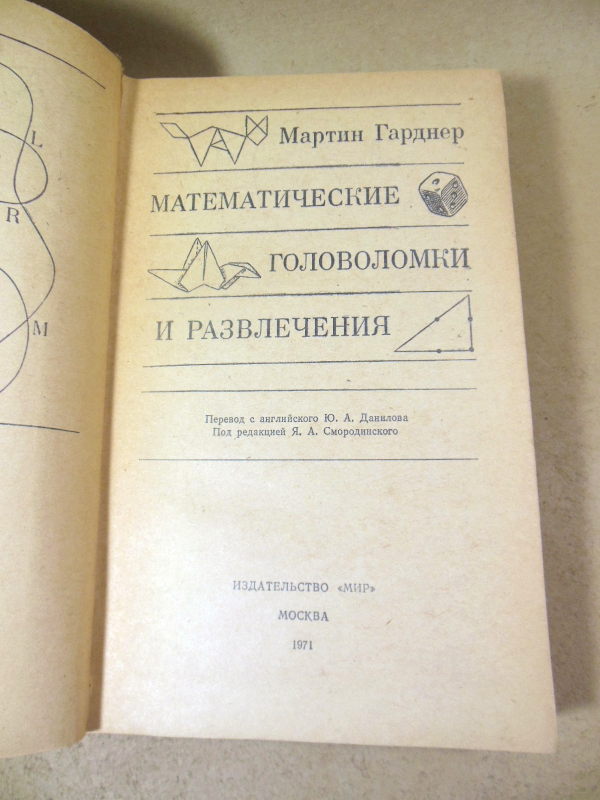 L
R
M
Мартин Гарднер
МАТЕМАТИЧЕСКИЕ
ГОЛОВОЛОМКИ
И РАЗВЛЕЧЕНИЯ
Перевод с английского Ю. А. Данилова
Под редакцией Я. А. Смородинского
ИЗДАТЕЛЬСТВО «МИР»
МОСКВА
1971